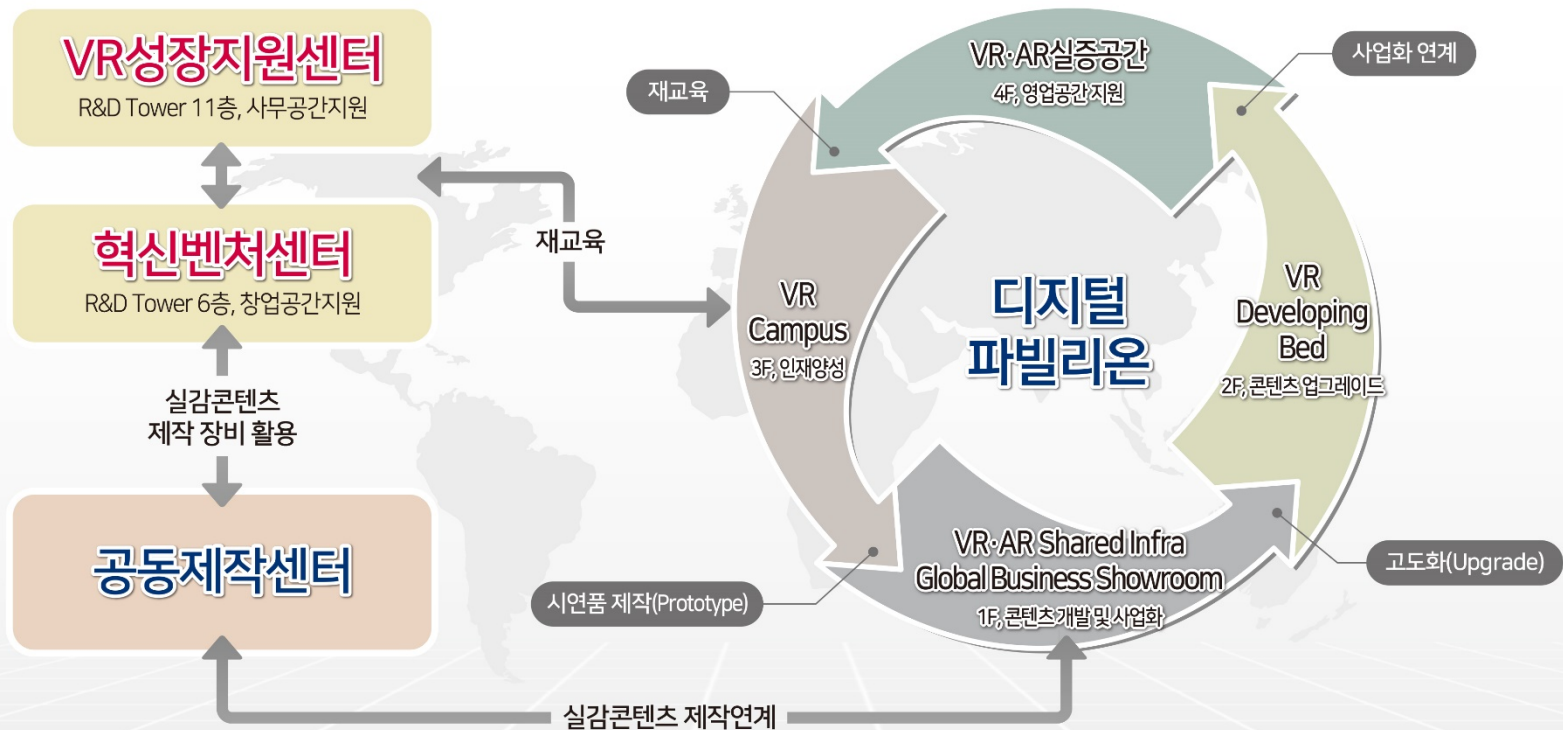 VR성장지원센터
R&D Tower 11층, 사무공간지원
혁신벤처센터
R&D Tower 6층, 창업공간지원
실감콘텐츠
제작 장비 활용
공동제작센터
실감콘텐츠 제작연계
재교육
VR·AR실증공간
4F, 영업공간 지원
재교육
사업화 연계
VR
Campus
3F, 인재양성
디지털
파빌리온
VR
Developing
Bed
2F, 콘텐츠 업그레이드
VR·AR Shared Infra
Global Business Showroom
1F, 콘텐츠 개발 및 사업화
시연품 제작(Prototype)
고도화(Upgrade)